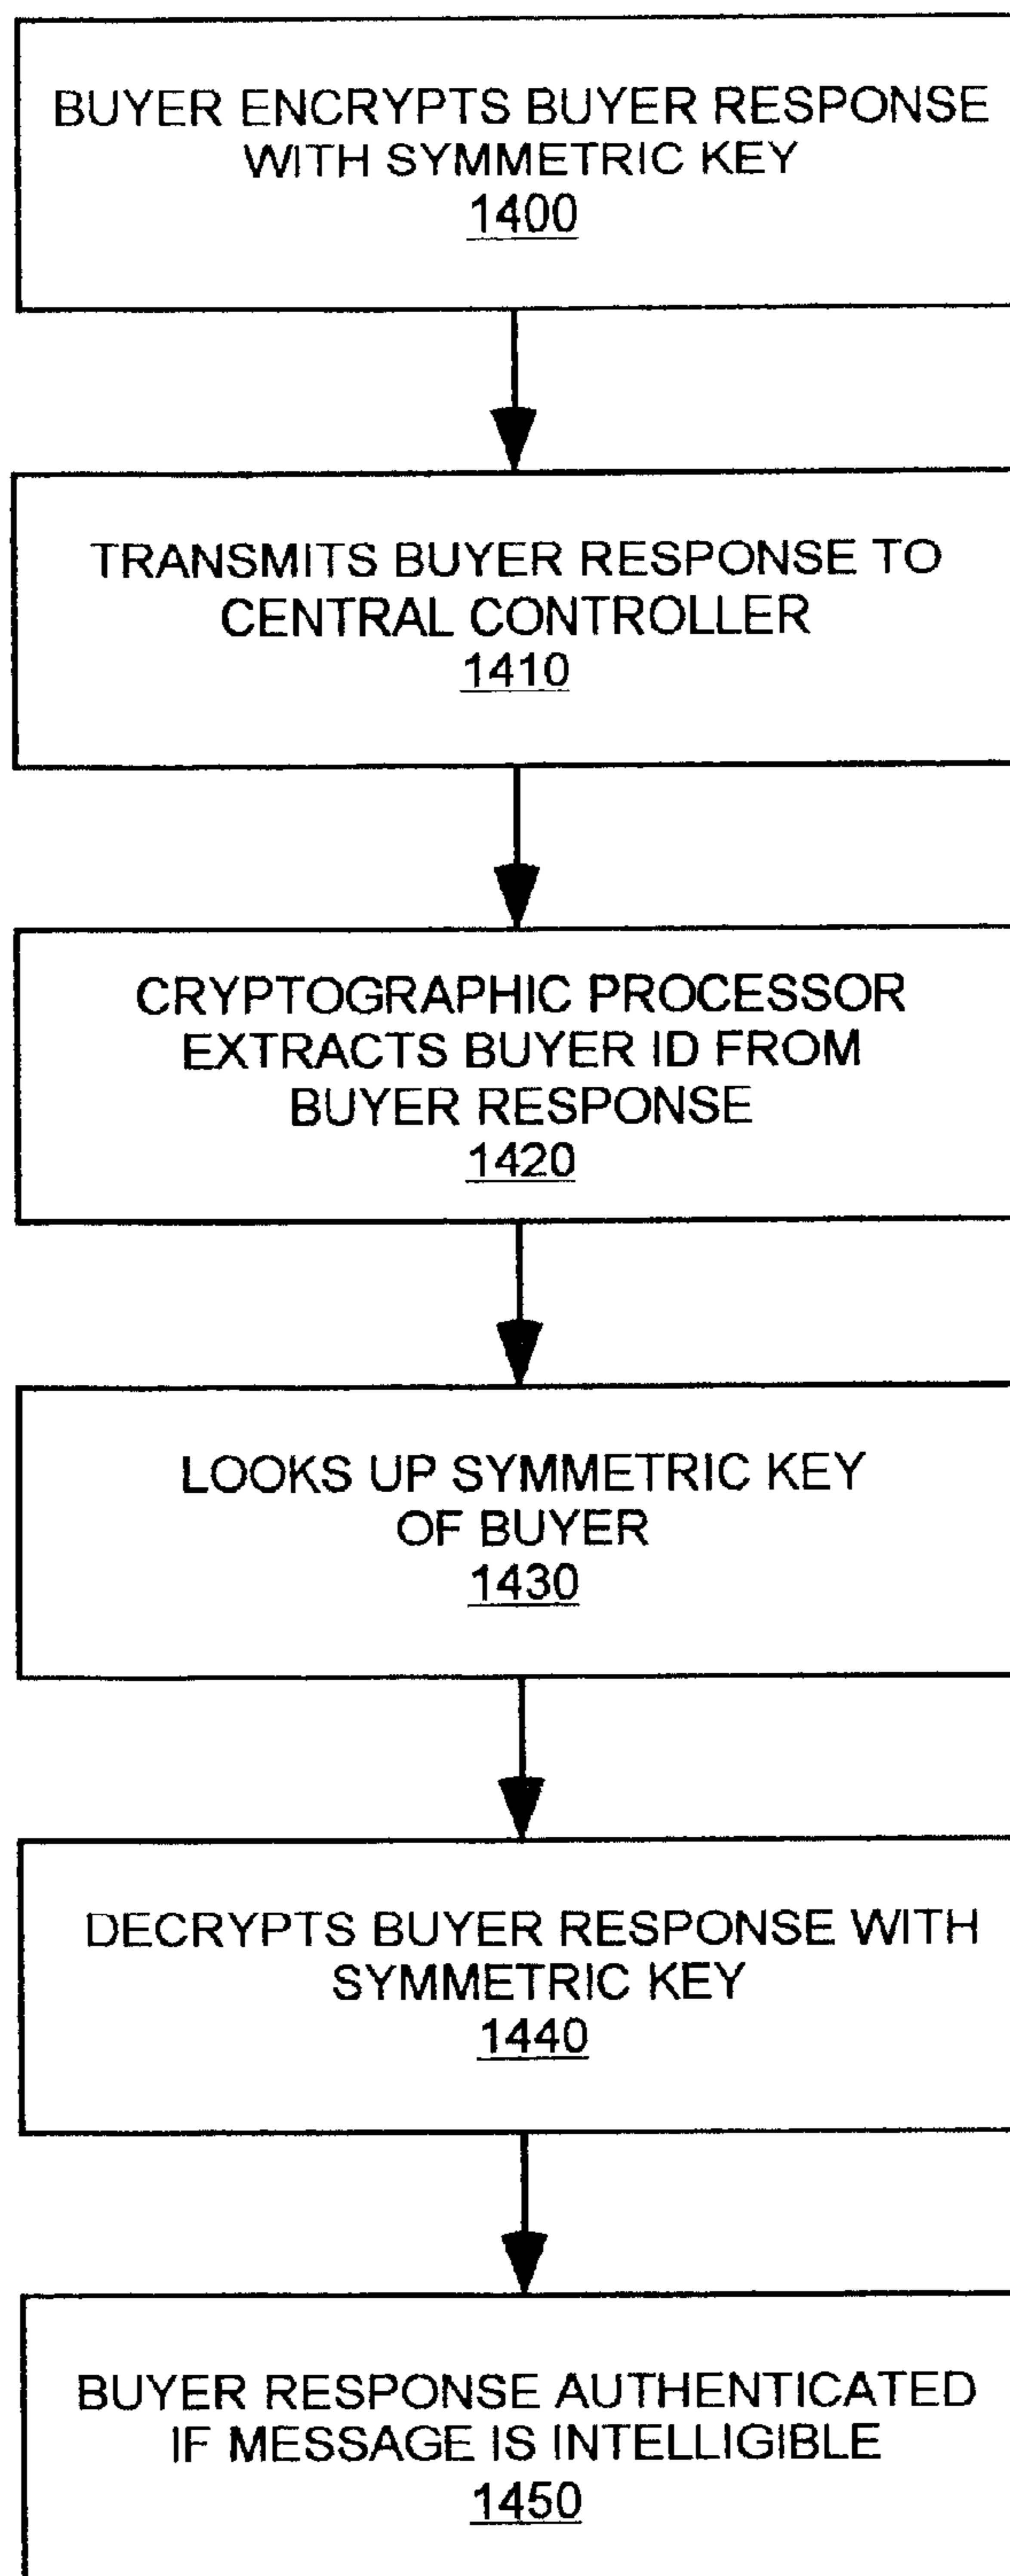 BUYER ENCRYPTS BUYER RESPONSE
WITH SYMMETRIC KEY
1400
TRANSMITS BUYER RESPONSE TO
CENTRAL CONTROLLER
1410
CRYPTOGRAPHIC PROCESSOR
EXTRACTS BUYER ID FROM
BUYER RESPONSE
1420
LOOKS UP SYMMETRIC KEY
OF BUYER
1430
DECRYPTS BUYER RESPONSE WITH
SYMMETRIC KEY
1440
BUYER RESPONSE AUTHENTICATED
IF MESSAGE IS INTELLIGIBLE
1450